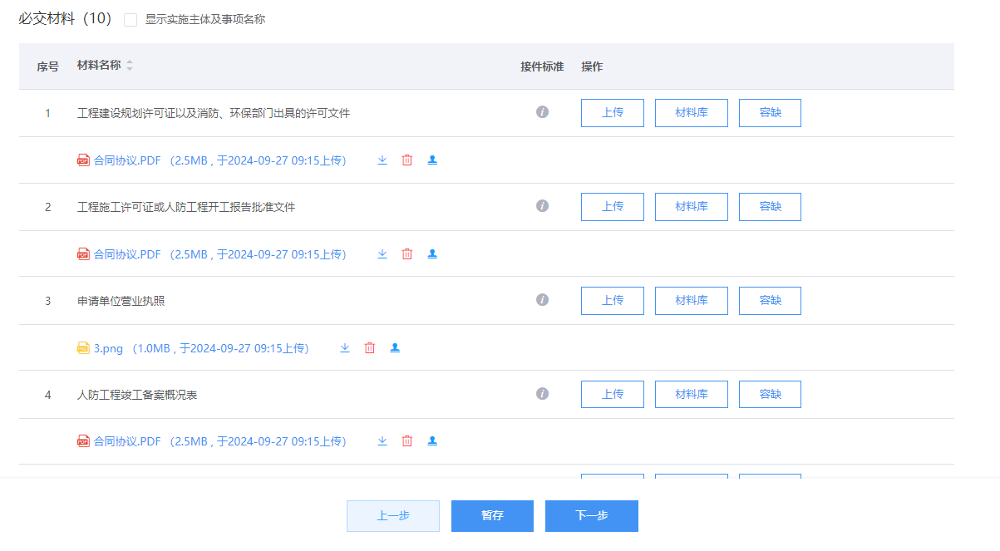 必交材料（10） 显示实施主体及事项名称
序号 材料名称 接件标准 操作
1 工程建设规划许可证以及消防、环保部门出具的许可文件 上传 材料库 容缺
合同协议.PDF （2.5MB , 于2024-09-27 09:15上传）
2 工程施工许可证或人防工程开工报告批准文件 上传 材料库 容缺
合同协议.PDF （2.5MB , 于2024-09-27 09:15上传）
3 申请单位营业执照 上传 材料库 容缺
3.png （1.0MB , 于2024-09-27 09:15上传）
4 人防工程竣工备案概况表 上传 材料库 容缺
合同协议.PDF （2.5MB , 于2024-09-27 09:15上传）
上一步 暂存 下一步